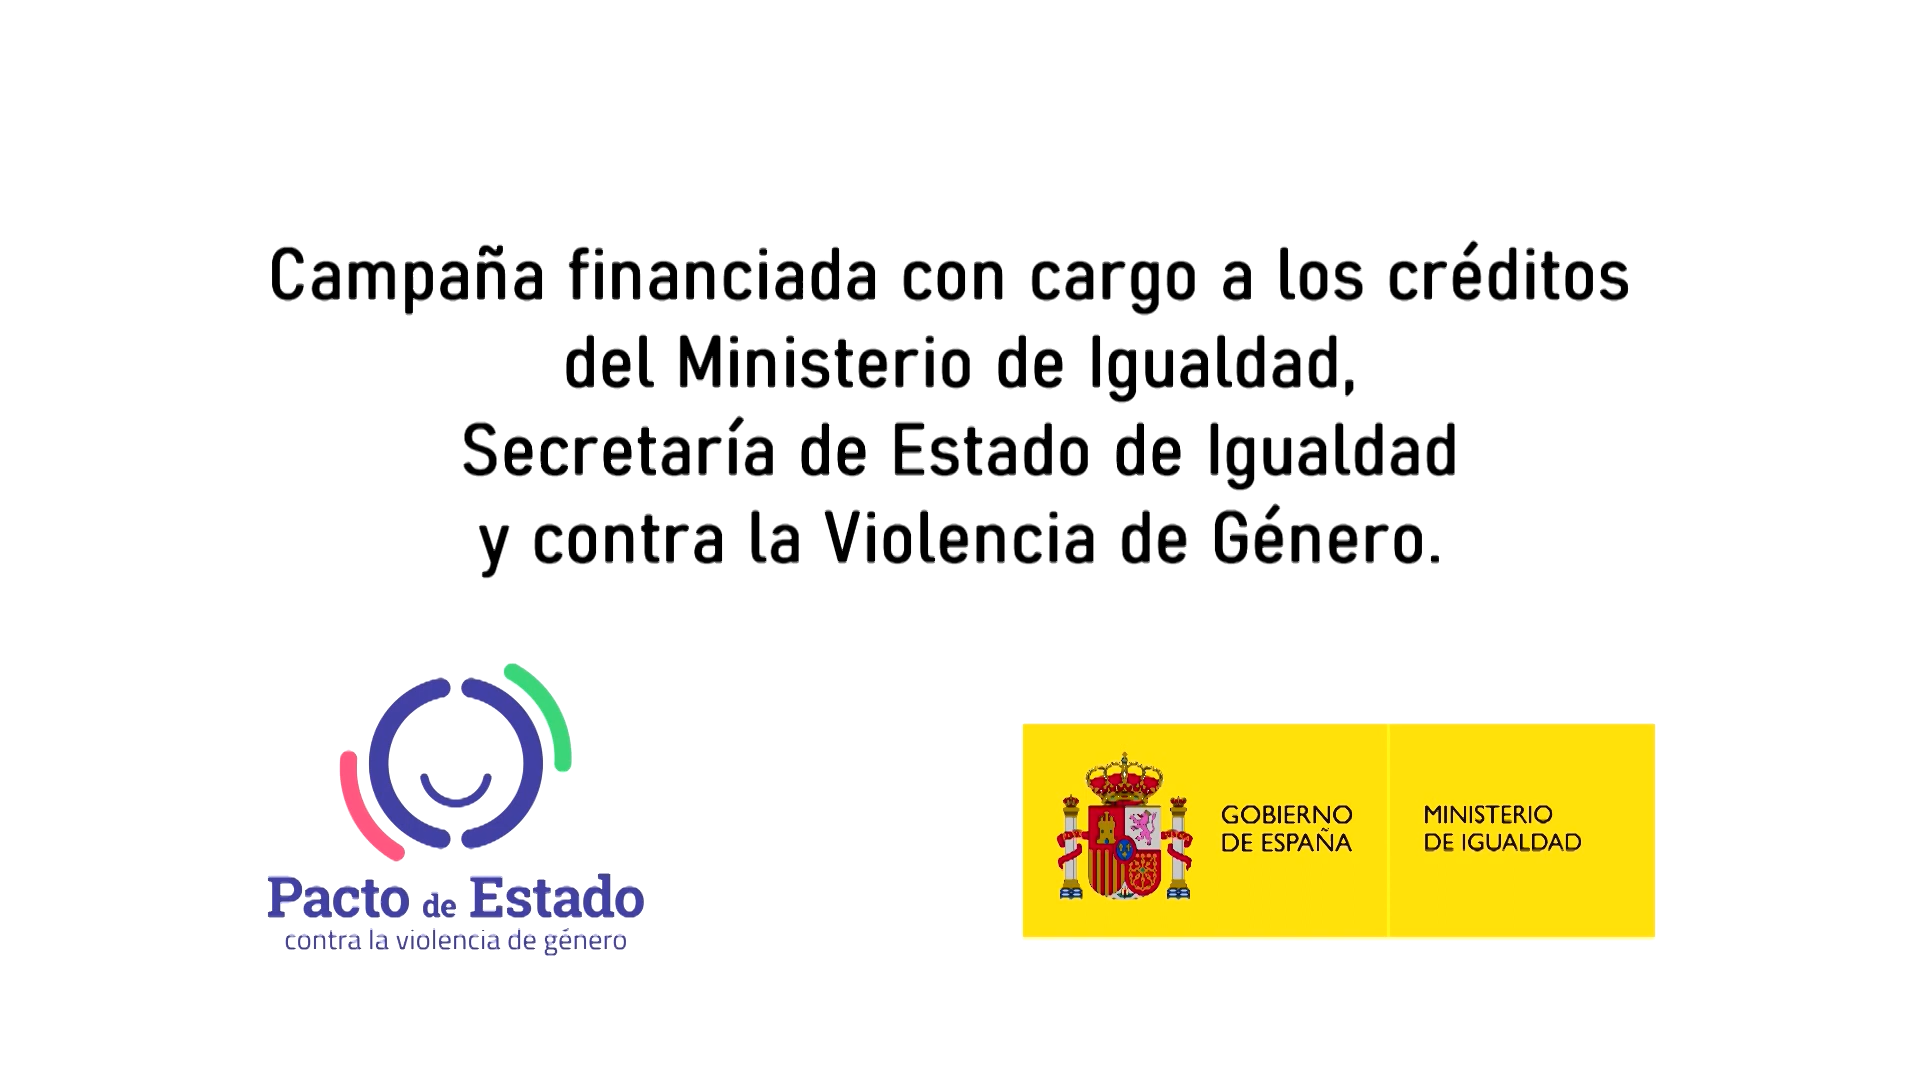 Campaña financiada con cargo a los créditos
del Ministerio de Igualdad,
Secretaría de Estado de Igualdad
y contra la Violencia de Género.
Pacto de Estado
contra la violencia de género
GOBIERNO
DE ESPAÑA
MINISTERIO
DE IGUALDAD